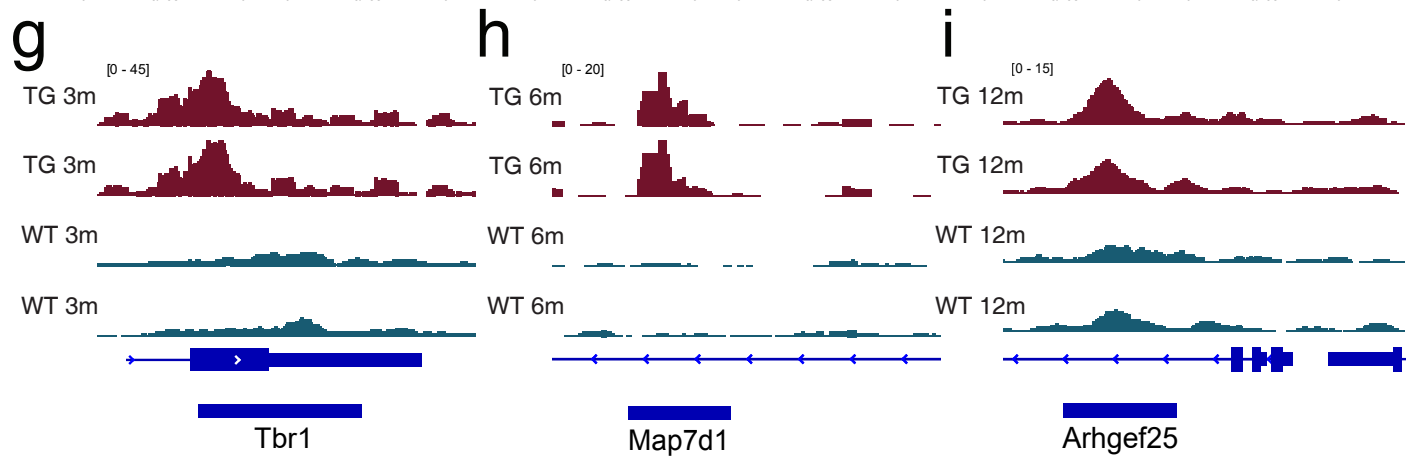 g
[0 - 45]
TG 3m
TG 3m
WT 3m
WT 3m
Tbr1
h
[0 - 20]
TG 6m
TG 6m
WT 6m
WT 6m
Map7d1
i
[0 - 15]
TG 12m
TG 12m
WT 12m
WT 12m
Arhgef25